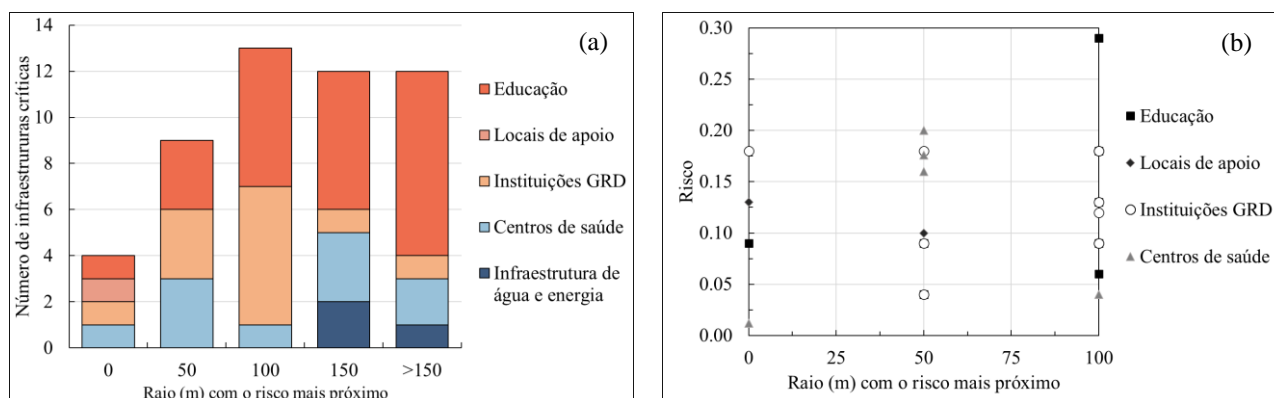 (a)
Número de infraestrururas críticas
14
12
10
8
6
4
2
0
0 50 100 150 >150
Raio (m) com o risco mais próximo
Educação
Locais de apoio
Instituições GRD
Centros de saúde
Infraestrutura de
água e energia
(b)
Risco
0.30
0.25
0.20
0.15
0.10
0.05
0.00
0 25 50 75 100
Raio (m) com o risco mais próximo
Educação
Locais de apoio
Instituições GRD
Centros de saúde